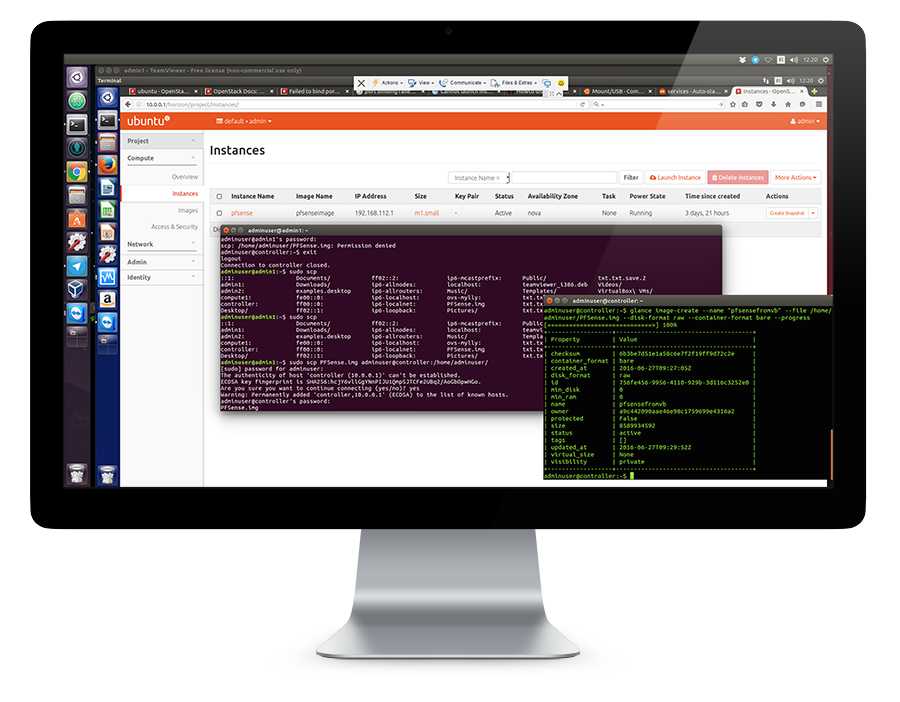 admin1 - TeamViewer - Free license (non-commercial use only)
12.20
Terminal
Actions
View
Communicate
Files & Extras
12:20
ubuntu - OpenStac...
OpenStack Docs: ...
Failed to bind por...
Mount/USB - Com...
services - Auto-sta...
Instances - OpenS...
10.0.0.1/horizon/project/instances/
ubuntu
default • admin
admin
Project
Compute
Overview
Instances
Images
Access & Security
Network
Admin
Identity
Instances
Instance Name =
Filter
Launch Instance
Delete Instances
More Actions
Instance Name Image Name IP Address Size Key Pair Status Availability Zone Task Power State Time since created Actions
pfsense pfsenseimage 192.168.112.1 m1.small - Active nova None Running 3 days, 21 hours Create Snapshot
adminuser@admin1: ~
adminuser@admin1's password:
scp: /home/adminuser/PFSense.img: Permission denied
adminuser@controller:~$ exit
logout
Connection to controller closed.
adminuser@admin1:~$ sudo scp
::1: Documents/ ff02::2: ip6-mcastprefix: Public/ txt.txt.save.2
admin1: Downloads/ ip6-allnodes: localhost: teamviewer_i386.deb Videos/
admin2: examples.desktop ip6-allrouters: Music/ Templates/ VirtualBox\ VMs/
compute1: fe00::0: ip6-localhost: ovs-mylly: txt.tx
controller: ff00::0: ip6-localnet: PFSense.img txt.tx
Desktop/ ff02::1: ip6-loopback: Pictures/ txt.tx
adminuser@admin1:~$ sudo scp
::1: Documents/ ff02::2: ip6-mcastprefix: Public
admin1: Downloads/ ip6-allnodes: localhost: teamvi
admin2: examples.desktop ip6-allrouters: Music/ Templa
compute1: fe00::0: ip6-localhost: ovs-mylly: txt.tx
controller: ff00::0: ip6-localnet: PFSense.img txt.tx
Desktop/ ff02::1: ip6-loopback: Pictures/ txt.tx
adminuser@admin1:~$ sudo scp PFSense.img adminuser@controller:/home/adminuser/
[sudo] password for adminuser:
The authenticity of host 'controller (10.0.0.1)' can't be established.
ECDSA key fingerprint is
Are you sure you want to continue connecting (yes/no)? yes
Warning: Permanently added 'controller,10.0.0.1' (ECDSA) to the list of known hosts.
adminuser@controller's password:
PFSense.img
adminuser@controller: ~
adminuser@controller:~$ glance image-create --name "pfsensefromvb" --file /home/
adminuser/PFSense.img --disk-format raw --container-format bare --progress
[=============================>] 100%
| Property | Value |
| checksum | 6b3be7d51e1a58c6e7f2f19ff9d72c2e |
| container_format | bare |
| created_at | 2016-06-27T09:27:05Z |
| disk_format | raw |
| id | 756fe456-9956-4110-929b-3d116c3252e0 |
| min_disk | 0 |
| min_ram | 0 |
| name | pfsensefromvb |
| owner | a9c442090aae46e98c1759699e4316a2 |
| protected | False |
| size | 8589934592 |
| status | active |
| tags | [] |
| updated_at | 2016-06-27T09:29:52Z |
| virtual_size | None |
| visibility | private |
adminuser@controller:~$